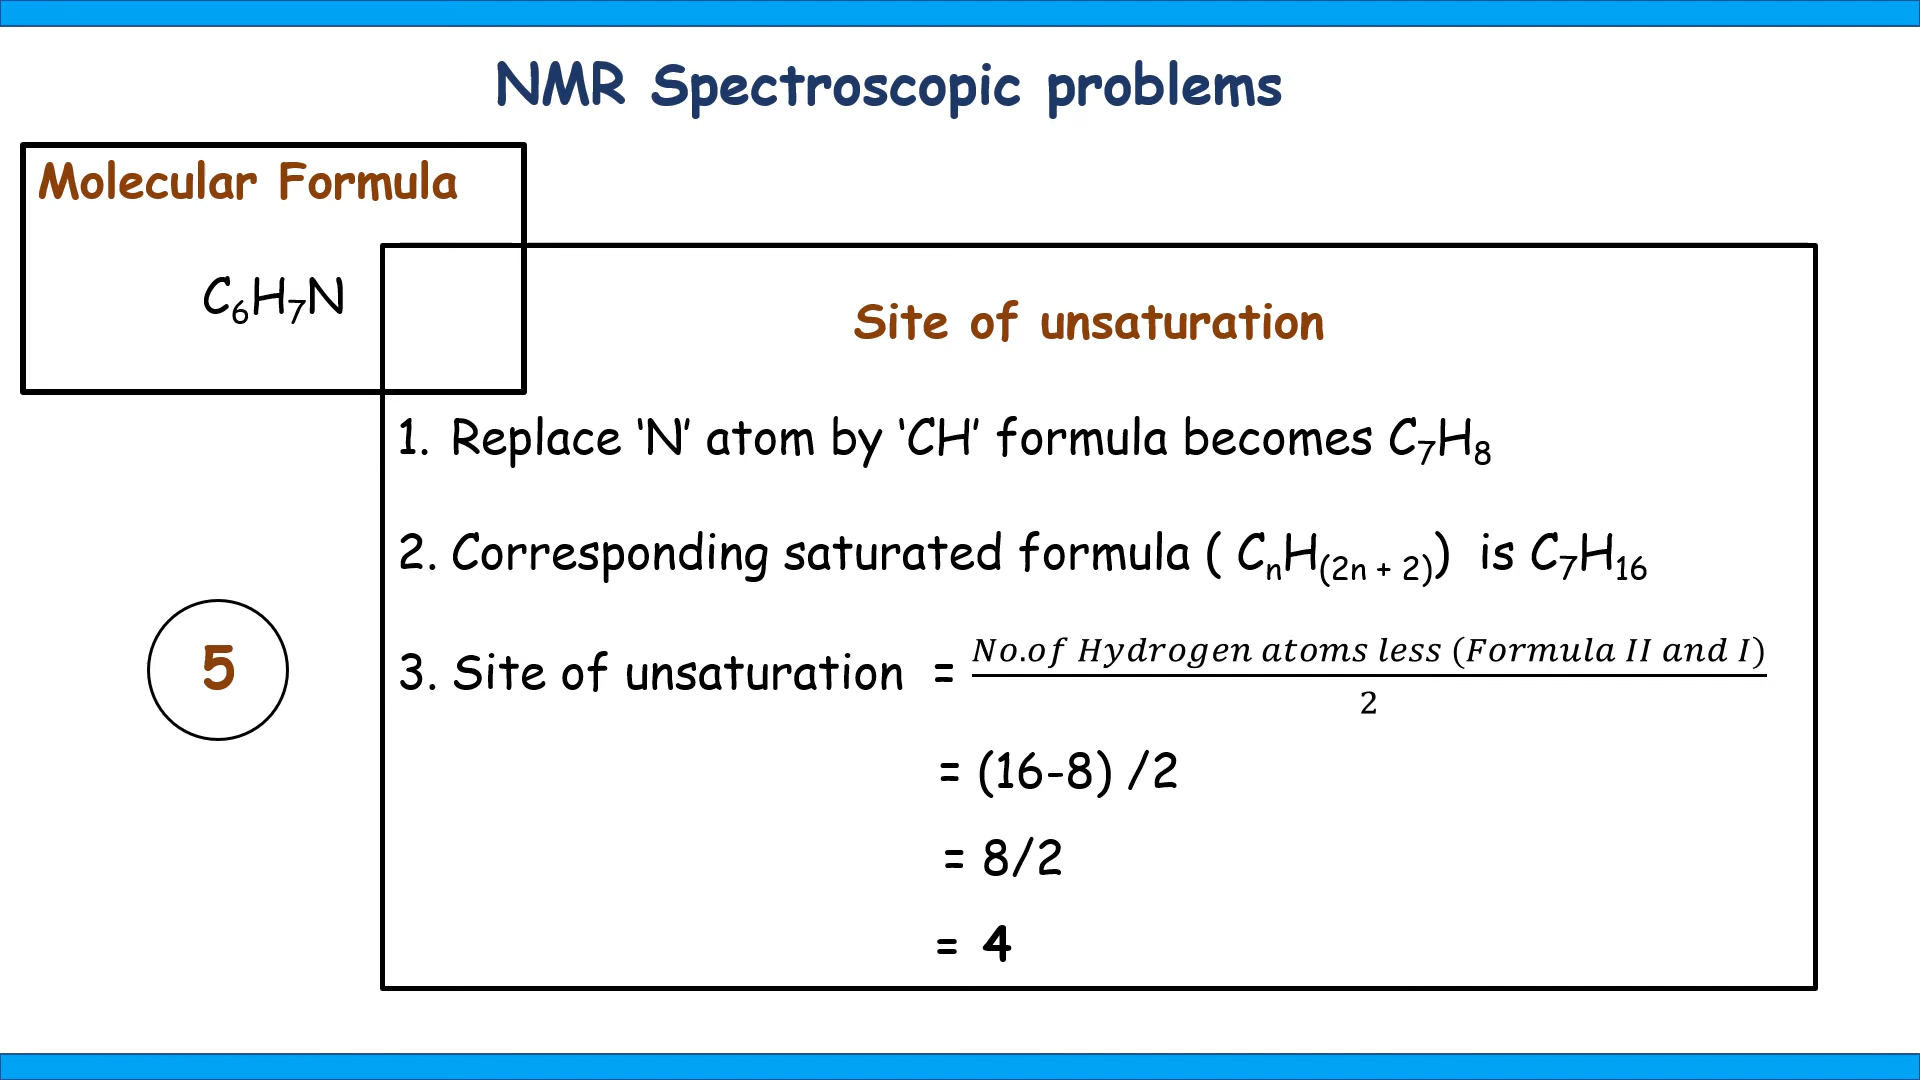 NMR Spectroscopic problems
Molecular Formula
C₆H₇N
Site of unsaturation
1. Replace ‘N’ atom by ‘CH’ formula becomes C₇H₈
2. Corresponding saturated formula ( CₙH₍₂ₙ ₊ ₂₎) is C₇H₁₆
5
3. Site of unsaturation = No.of Hydrogen atoms less (Formula II and I)
2
= (16-8) /2
= 8/2
= 4